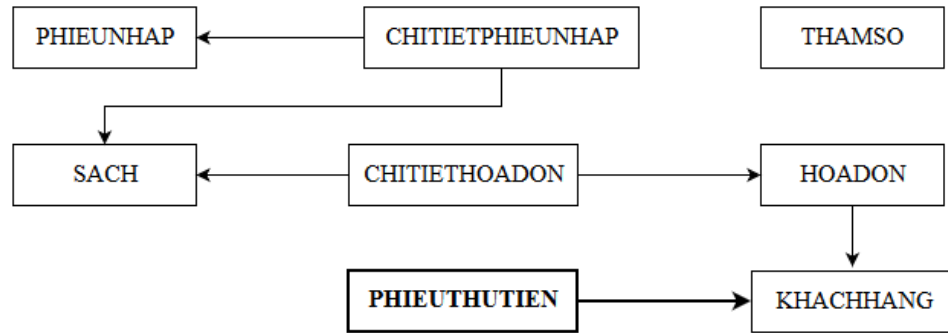 PHIEUNHAP
CHITIETPHIEUNHAP
THAMSO
SACH
CHITIETHOADON
HOADON
PHIEUTHUTIEN
KHACHHANG